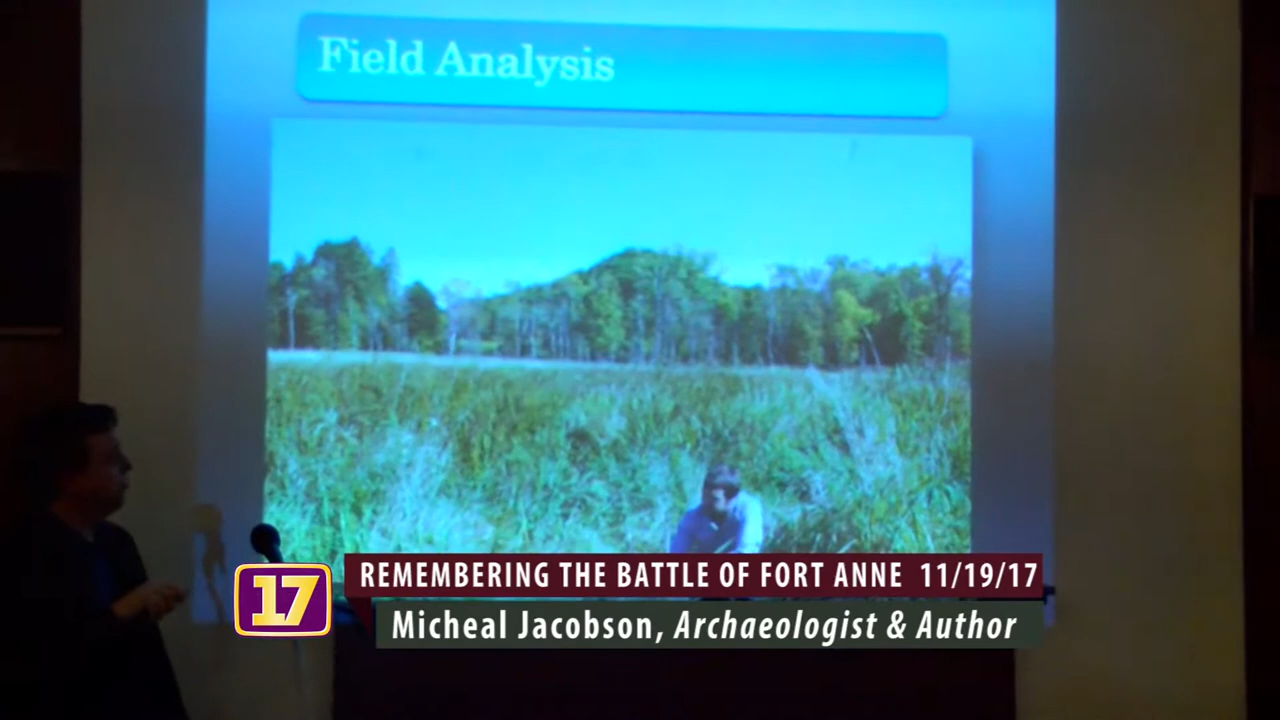 Field Analysis
REMEMBERING THE BATTLE OF FORT ANNE 11/19/17
17
Micheal Jacobson, Archaeologist & Author